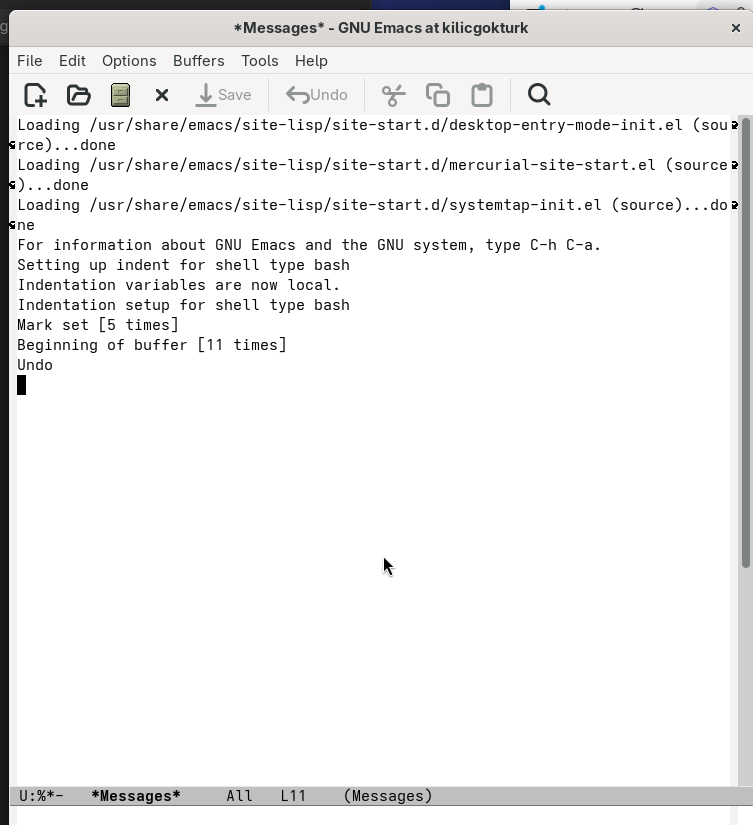 *Messages* - GNU Emacs at kilicgokturk
File Edit Options Buffers Tools Help
Save Undo
Loading /usr/share/emacs/site-lisp/site-start.d/desktop-entry-mode-init.el (sou
rce)...done
Loading /usr/share/emacs/site-lisp/site-start.d/mercurial-site-start.el (source
)...done
Loading /usr/share/emacs/site-lisp/site-start.d/systemtap-init.el (source)...do
ne
For information about GNU Emacs and the GNU system, type C-h C-a.
Setting up indent for shell type bash
Indentation variables are now local.
Indentation setup for shell type bash
Mark set [5 times]
Beginning of buffer [11 times]
Undo
U:%*- *Messages* All L11 (Messages)